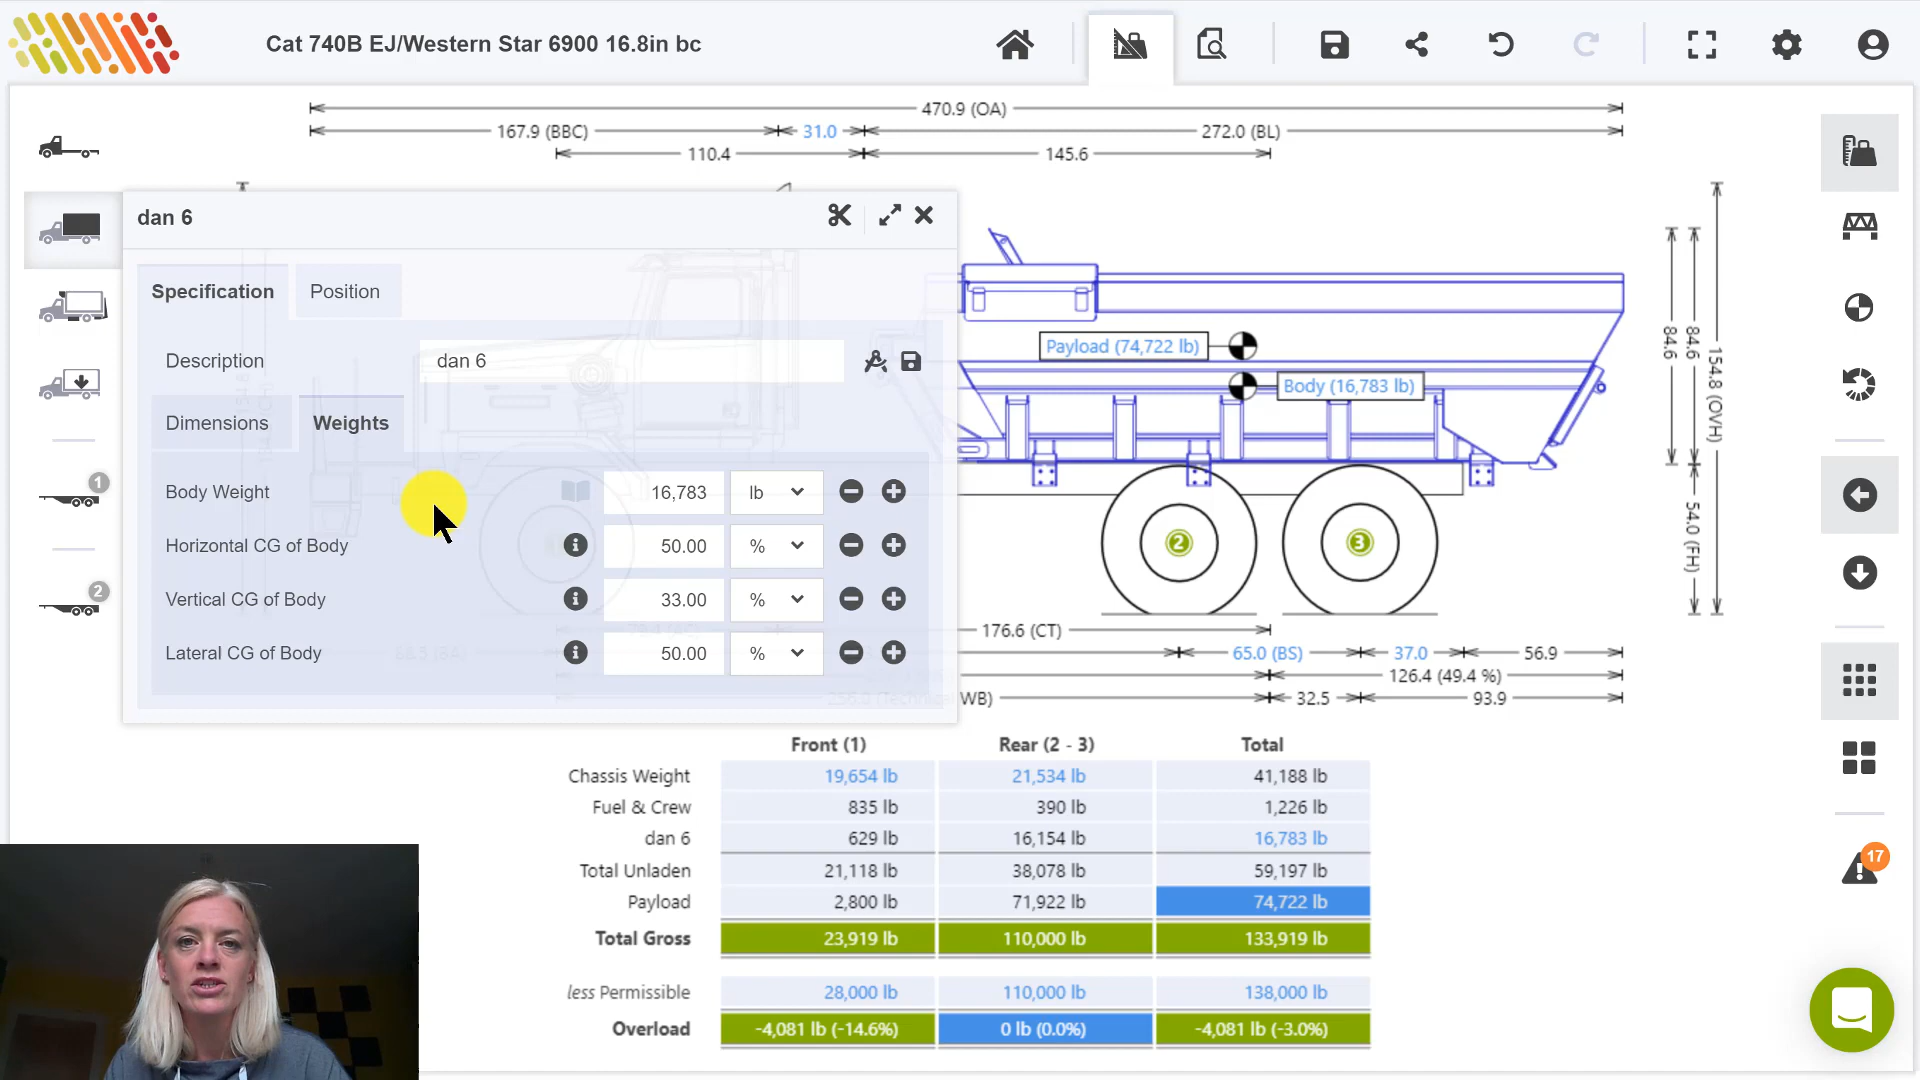 Cat 740B EJ/Western Star 6900 16.8in bc
470.9 (OA)
167.9 (BBC) 31.0 272.0 (BL)
110.4 145.6
dan 6
Specification Position
Description dan 6
Dimensions Weights
Body Weight 16,783 lb
Horizontal CG of Body 50.00 %
Vertical CG of Body 33.00 %
Lateral CG of Body 50.00 %
1
2
Payload (74,722 lb)
Body (16,783 lb)
2 3
84.6
84.6
154.8 (OVH)
54.0 (FH)
176.6 (CT)
65.0 (BS) 37.0 56.9
126.4 (49.4 %)
WB) 32.5 93.9
Front (1) Rear (2 - 3) Total
Chassis Weight 19,654 lb 21,534 lb 41,188 lb
Fuel & Crew 835 lb 390 lb 1,226 lb
dan 6 629 lb 16,154 lb 16,783 lb
Total Unladen 21,118 lb 38,078 lb 59,197 lb
Payload 2,800 lb 71,922 lb 74,722 lb
Total Gross 23,919 lb 110,000 lb 133,919 lb
less Permissible 28,000 lb 110,000 lb 138,000 lb
Overload -4,081 lb (-14.6%) 0 lb (0.0%) -4,081 lb (-3.0%)
17